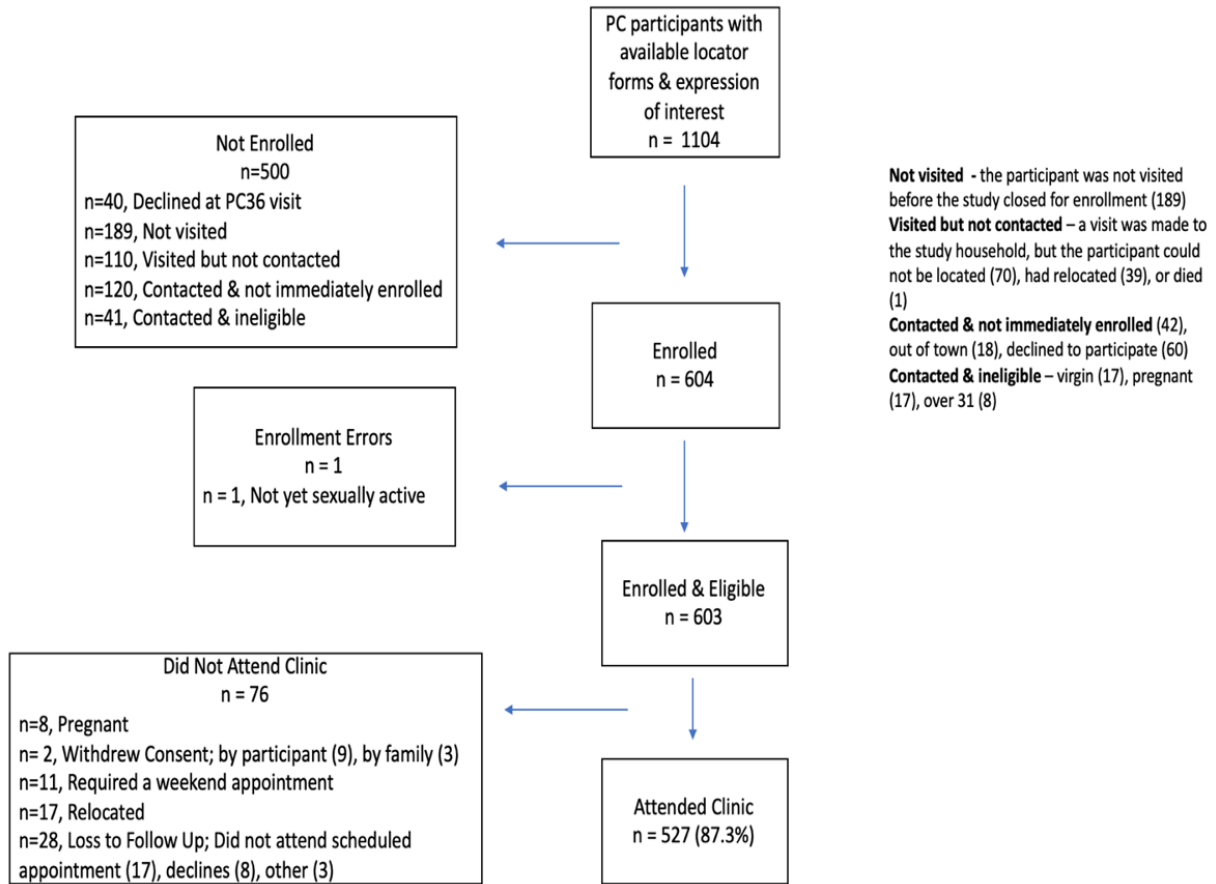 PC participants with
available locator
forms & expression
of interest
n = 1104
Not Enrolled
n=500
n=40, Declined at PC36 visit
n=189, Not visited
n=110, Visited but not contacted
n=120, Contacted & not immediately enrolled
n=41, Contacted & ineligible
Not visited - the participant was not visited
before the study closed for enrollment (189)
Visited but not contacted – a visit was made to
the study household, but the participant could
not be located (70), had relocated (39), or died
(1)
Contacted & not immediately enrolled (42),
out of town (18), declined to participate (60)
Contacted & ineligible – virgin (17), pregnant
(17), over 31 (8)
Enrolled
n = 604
Enrollment Errors
n = 1
n = 1, Not yet sexually active
Enrolled & Eligible
n = 603
Did Not Attend Clinic
n = 76
n=8, Pregnant
n= 2, Withdrew Consent; by participant (9), by family (3)
n=11, Required a weekend appointment
n=17, Relocated
n=28, Loss to Follow Up; Did not attend scheduled
appointment (17), declines (8), other (3)
Attended Clinic
n = 527 (87.3%)